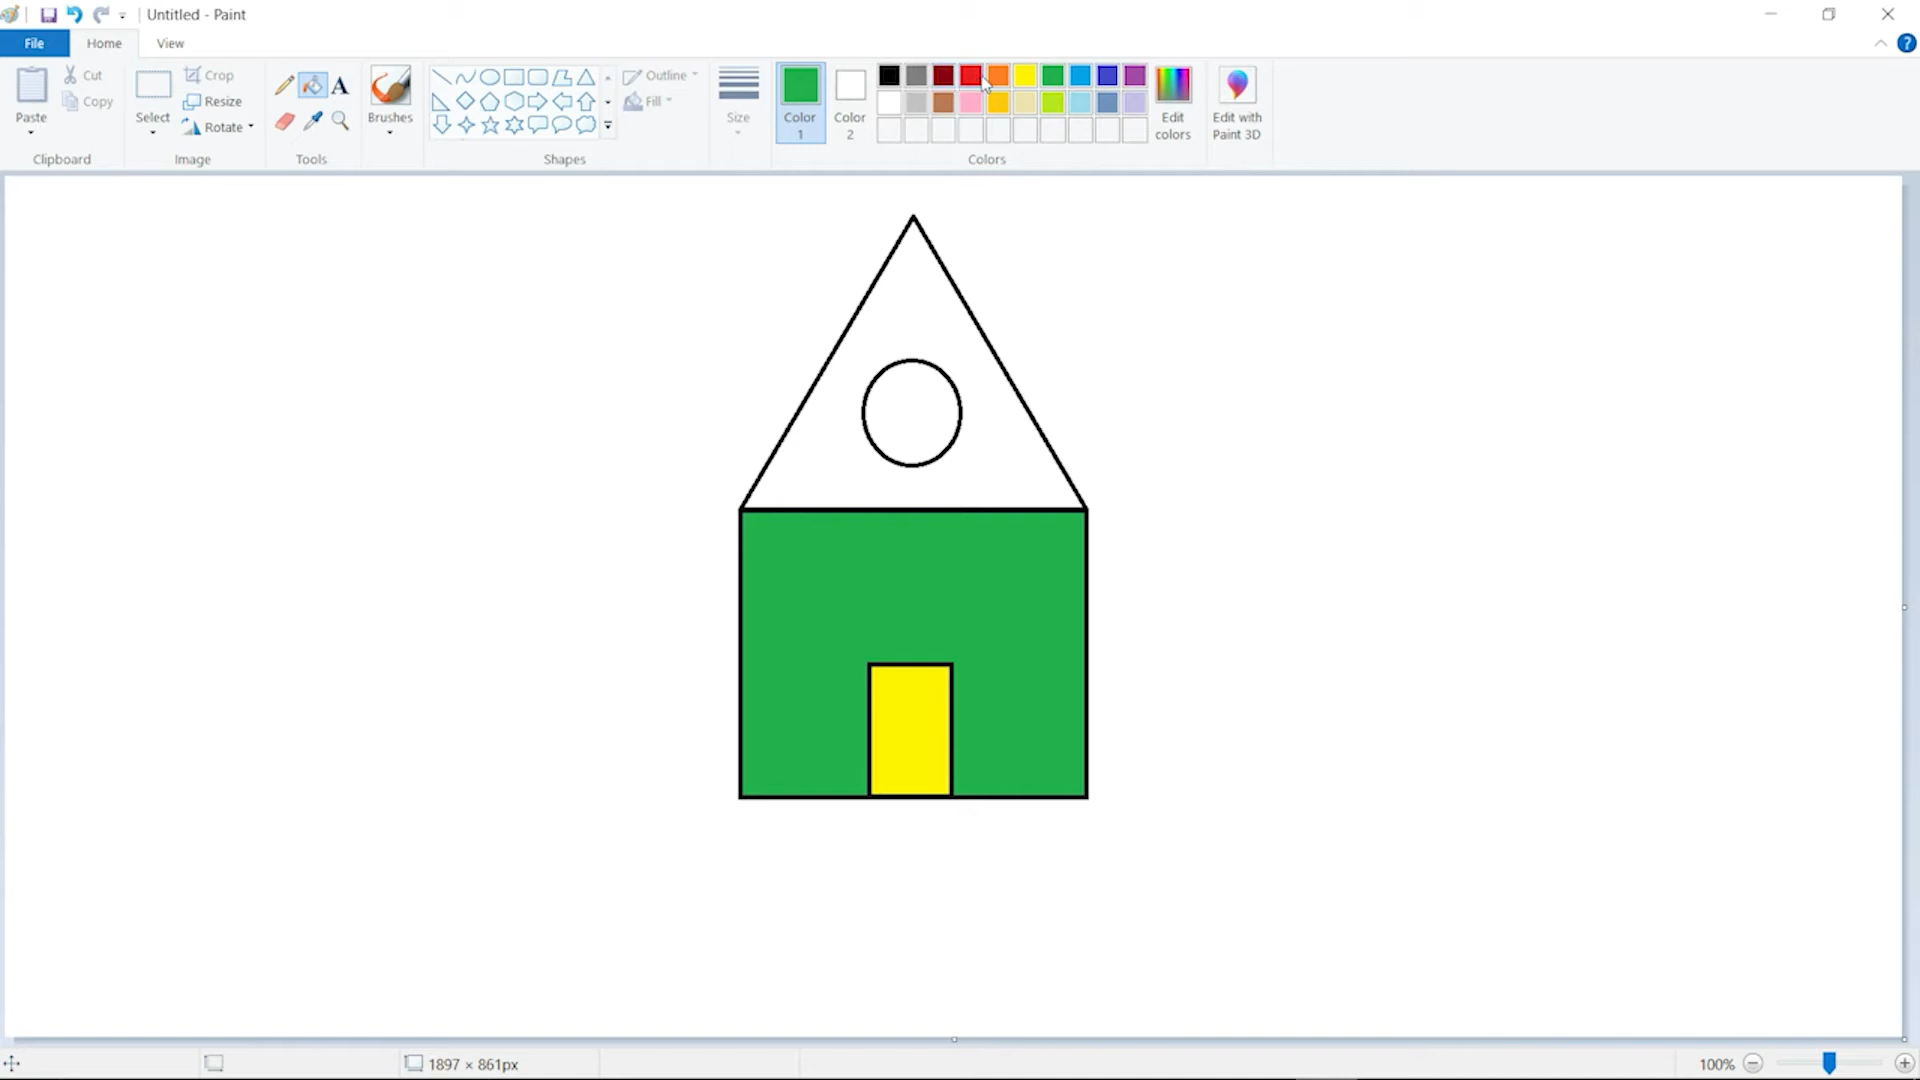 Untitled - Paint
File Home View
Paste
Cut
Copy
Clipboard
Select
Crop
Resize
Rotate
Image
A
Tools
Brushes
Shapes
Outline
Fill
Size
Color 1
Color 2
Edit colors
Colors
Edit with Paint 3D
?
1897 × 861px
100%